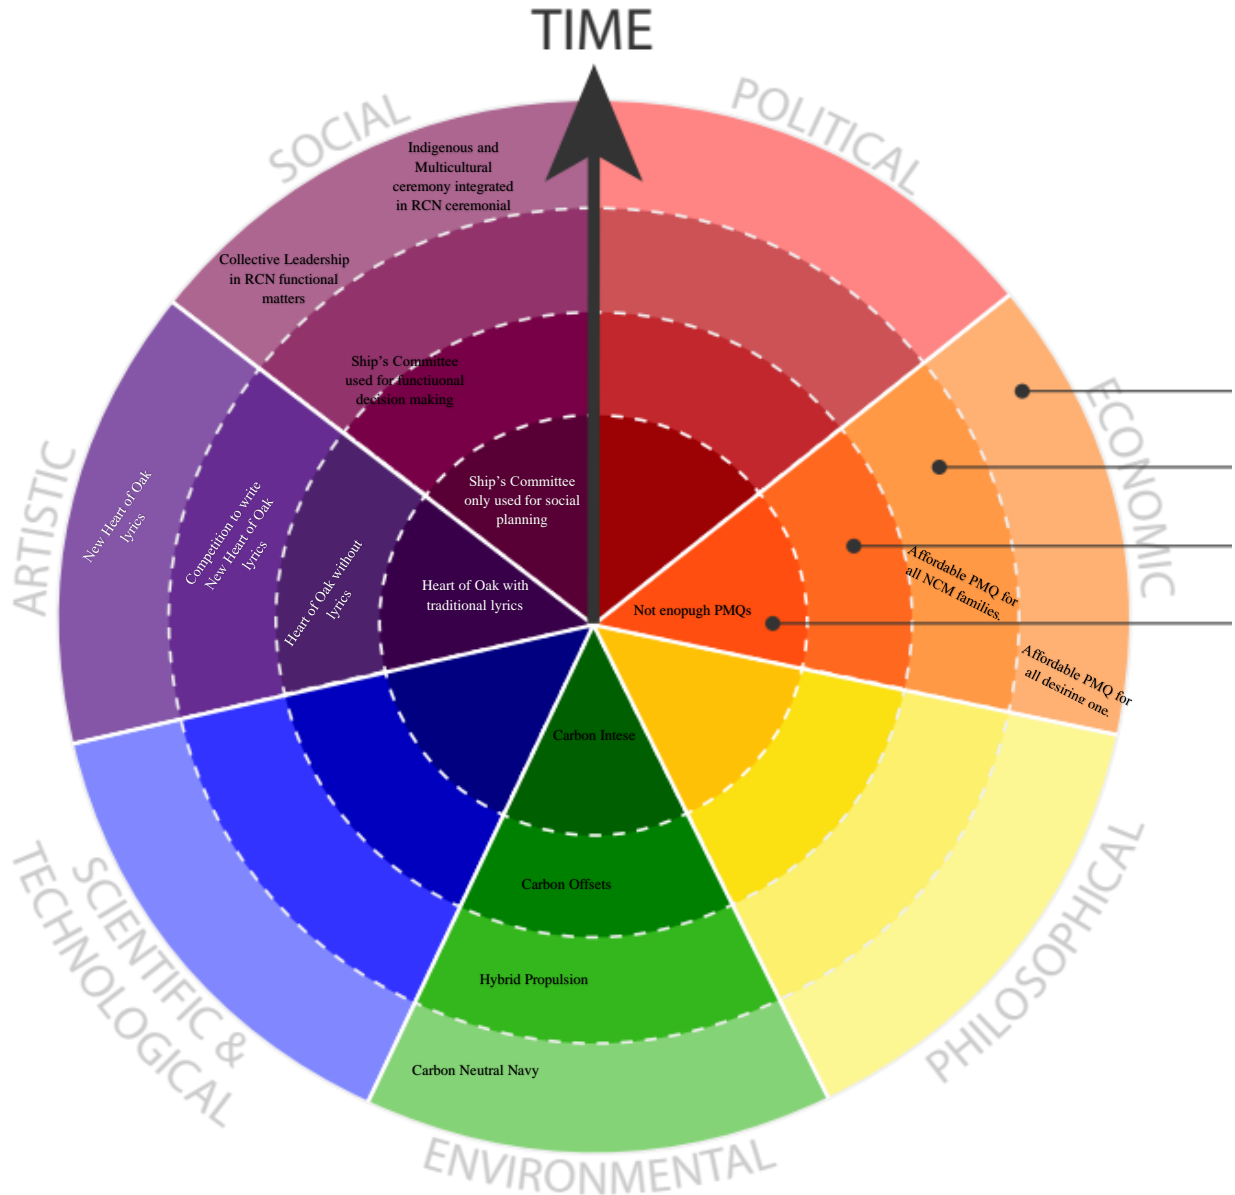 TIME
SOCIAL
POLITICAL
Indigenous and
Multicultural
ceremony integrated
in RCN ceremonial
Collective Leadership
in RCN functional
matters
Ship's Committee
used for functiuonal
decision making
Ship's Committee
only used for social
planning
ECONOMIC
ARTISTIC
New Heart of Oak
lyrics
Competition to write
New Heart of Oak
lyrics
Heart of Oak without
lyrics
Heart of Oak with
traditional lyrics
Not enopugh PMQs
Affordable PMQ for
all NCM families.
Affordable PMQ for
all desiring one.
Carbon Intese
Carbon Offsets
Hybrid Propulsion
Carbon Neutral Navy
SCIENTIFIC &
TECHNOLOGICAL
ENVIRONMENTAL
PHILOSOPHICAL